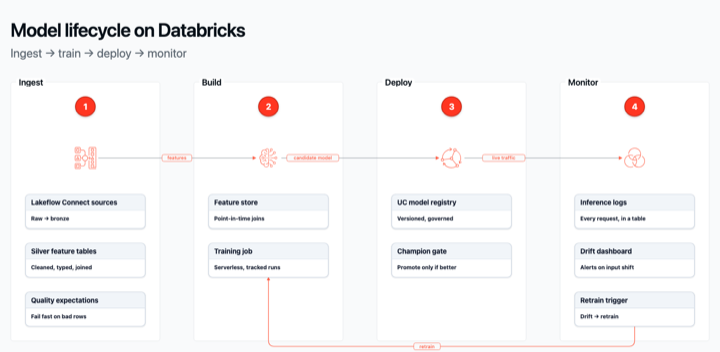 Model lifecycle on Databricks
Ingest → train → deploy → monitor
Ingest
1
Lakeflow Connect sources
Raw → bronze
Silver feature tables
Cleaned, typed, joined
Quality expectations
Fail fast on bad rows
features
Build
2
Feature store
Point-in-time joins
Training job
Serverless, tracked runs
candidate model
Deploy
3
UC model registry
Versioned, governed
Champion gate
Promote only if better
live traffic
Monitor
4
Inference logs
Every request, in a table
Drift dashboard
Alerts on input shift
Retrain trigger
Drift → retrain
retrain